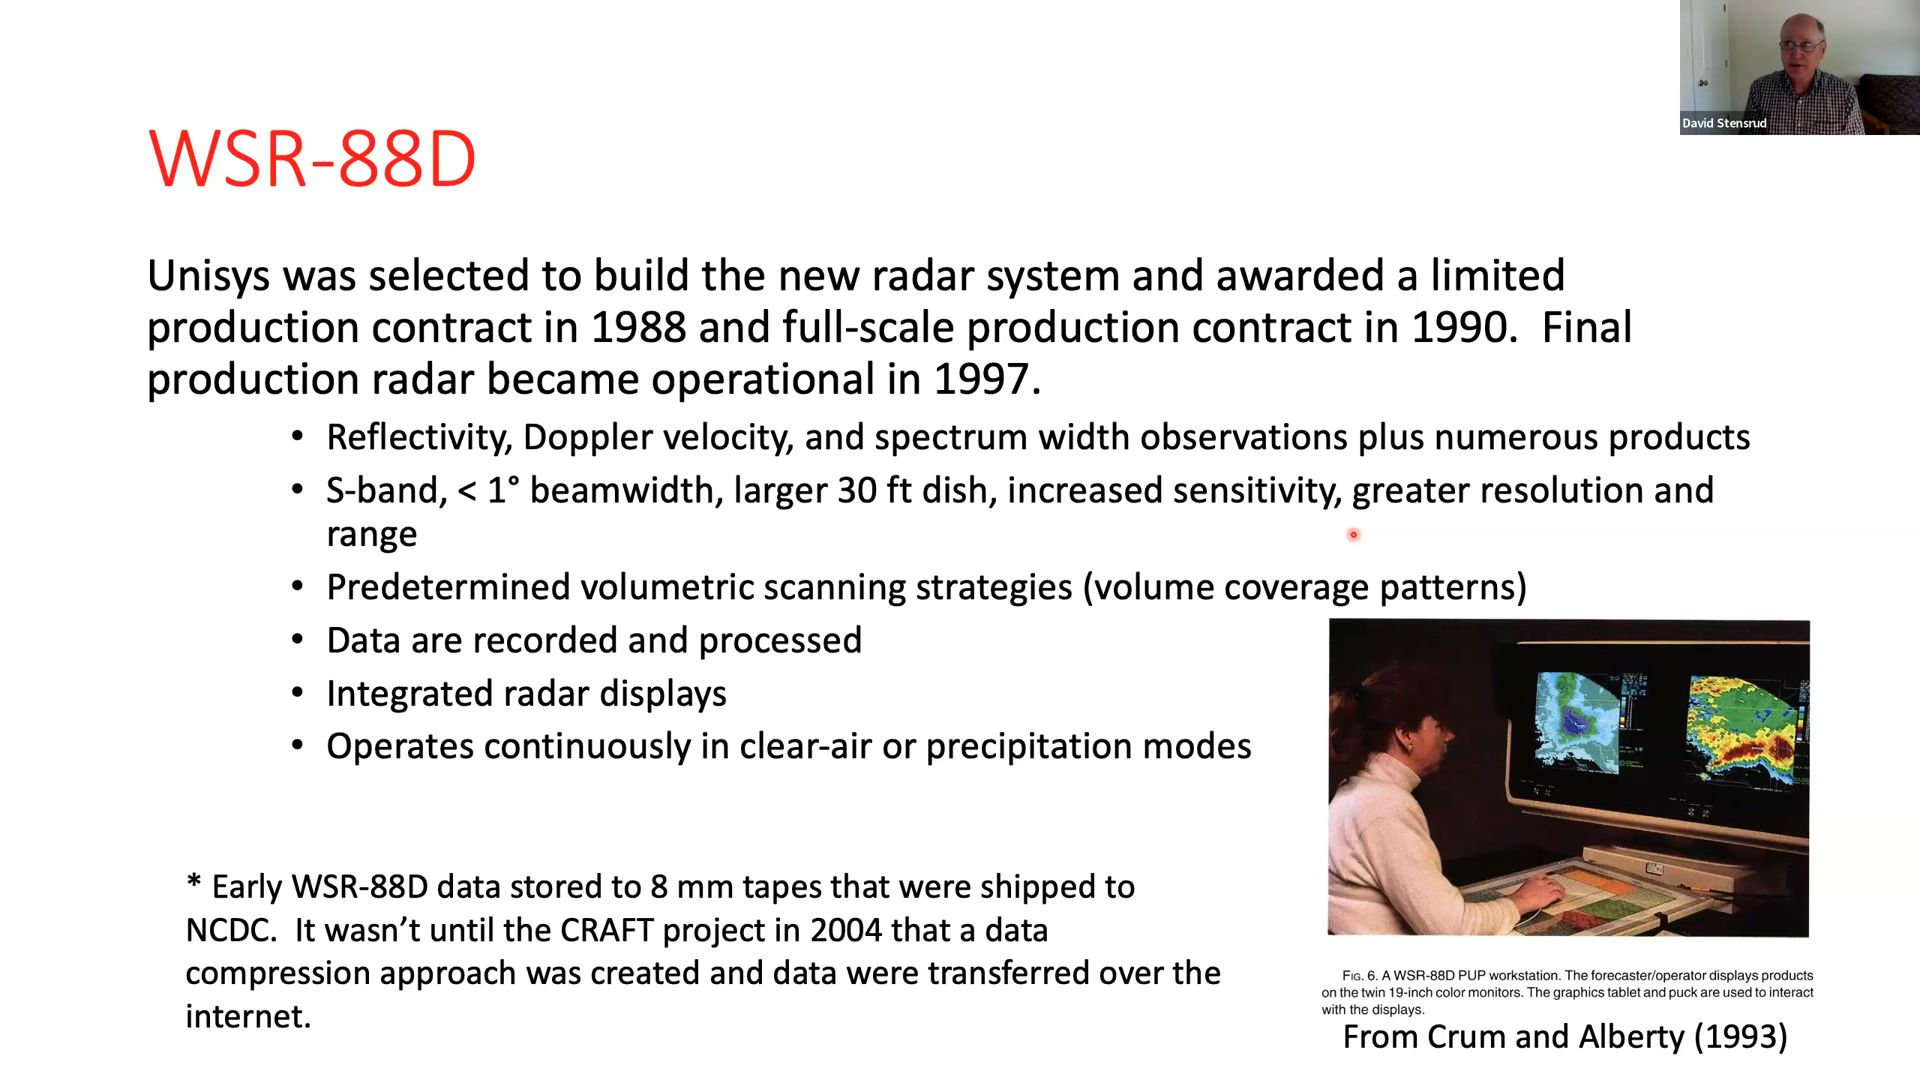 David Stensrud
WSR-88D
Unisys was selected to build the new radar system and awarded a limited
production contract in 1988 and full-scale production contract in 1990.  Final
production radar became operational in 1997.
• Reflectivity, Doppler velocity, and spectrum width observations plus numerous products
• S-band, < 1° beamwidth, larger 30 ft dish, increased sensitivity, greater resolution and
range
• Predetermined volumetric scanning strategies (volume coverage patterns)
• Data are recorded and processed
• Integrated radar displays
• Operates continuously in clear-air or precipitation modes
* Early WSR-88D data stored to 8 mm tapes that were shipped to
NCDC.  It wasn’t until the CRAFT project in 2004 that a data
compression approach was created and data were transferred over the
internet.
FIG. 6. A WSR-88D PUP workstation. The forecaster/operator displays products
on the twin 19-inch color monitors. The graphics tablet and puck are used to interact
with the displays.
From Crum and Alberty (1993)